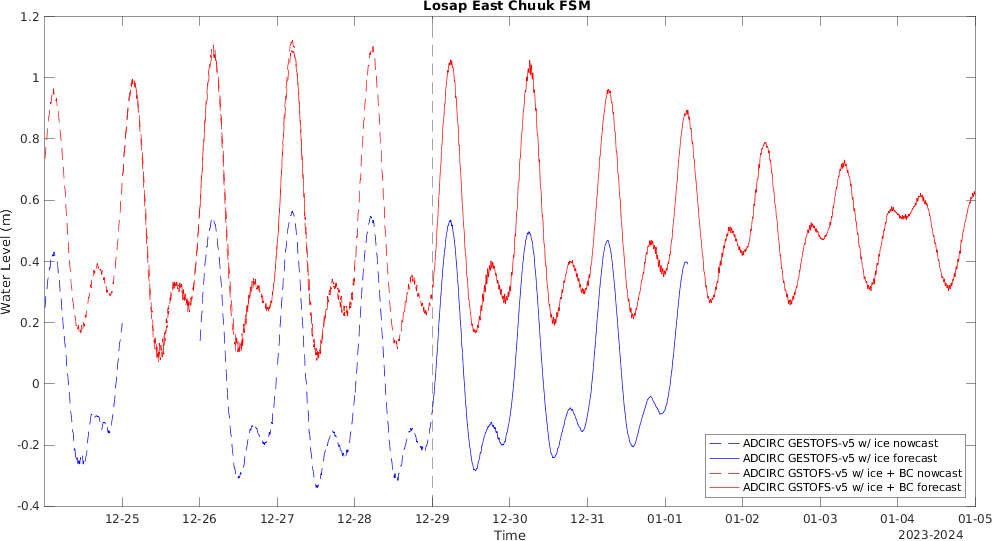 Losap East Chuuk FSM
Water Level (m)
1.2
1
0.8
0.6
0.4
0.2
0
-0.2
-0.4
12-25 12-26 12-27 12-28 12-29 12-30 12-31 01-01 01-02 01-03 01-04 01-05
Time
2023-2024
ADCIRC GESTOFS-v5 w/ ice nowcast
ADCIRC GESTOFS-v5 w/ ice forecast
ADCIRC GSTOFS-v5 w/ ice + BC nowcast
ADCIRC GSTOFS-v5 w/ ice + BC forecast